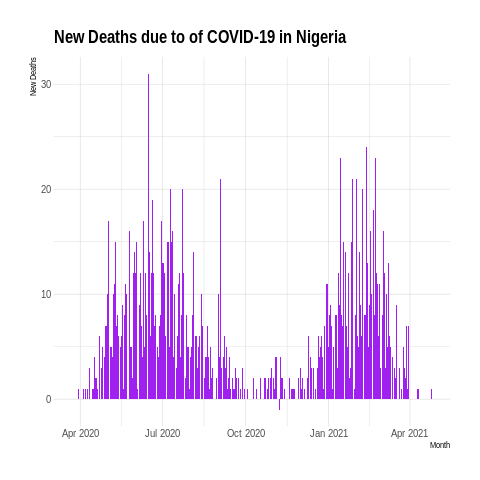 New Deaths due to of COVID-19 in Nigeria
New Deaths
30
20
10
0
Apr 2020 Jul 2020 Oct 2020 Jan 2021 Apr 2021
Month